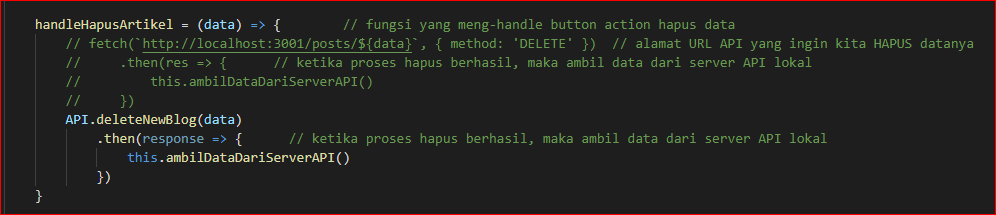 handleHapusArtikel = (data) => {        // fungsi yang meng-handle button action hapus data
// fetch(`http://localhost:3001/posts/${data}`, { method: 'DELETE' })  // alamat URL API yang ingin kita HAPUS datanya
//     .then(res => {      // ketika proses hapus berhasil, maka ambil data dari server API lokal
//         this.ambilDataDariServerAPI()
//     })
API.deleteNewBlog(data)
.then(response => {      // ketika proses hapus berhasil, maka ambil data dari server API lokal
this.ambilDataDariServerAPI()
})
}